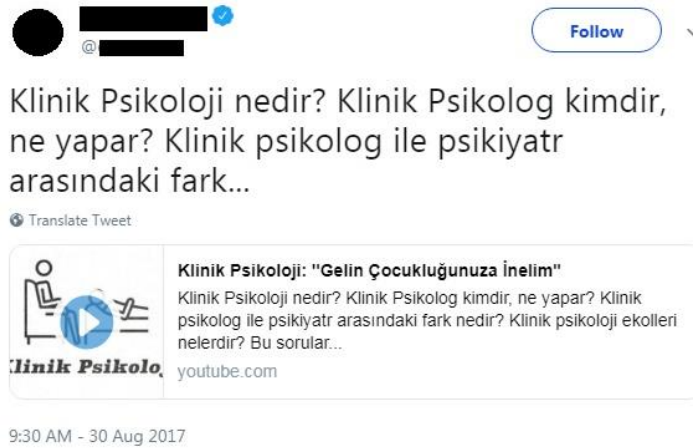 @
Follow
Klinik Psikoloji nedir? Klinik Psikolog kimdir,
ne yapar? Klinik psikolog ile psikiyatr
arasındaki fark...
Translate Tweet
Klinik Psikoloji: "Gelin Çocukluğunuza İnelim"
Klinik Psikoloji nedir? Klinik Psikolog kimdir, ne yapar? Klinik
psikolog ile psikiyatr arasındaki fark nedir? Klinik psikoloji ekolleri
nelerdir? Bu sorular...
youtube.com
linik Psikolo
9:30 AM - 30 Aug 2017